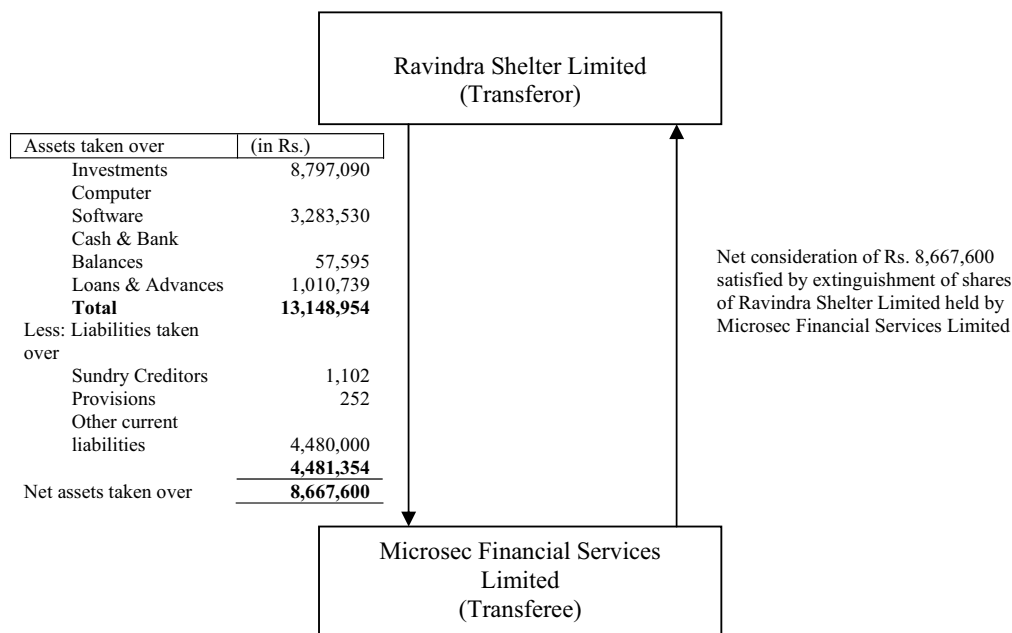 Ravindra Shelter Limited
(Transferor)
Assets taken over (in Rs.)
Investments 8,797,090
Computer
Software 3,283,530
Cash & Bank
Balances 57,595
Loans & Advances 1,010,739
Total 13,148,954
Less: Liabilities taken
over
Sundry Creditors 1,102
Provisions 252
Other current
liabilities 4,480,000
4,481,354
Net assets taken over 8,667,600
Net consideration of Rs. 8,667,600
satisfied by extinguishment of shares
of Ravindra Shelter Limited held by
Microsec Financial Services Limited
Microsec Financial Services
Limited
(Transferee)